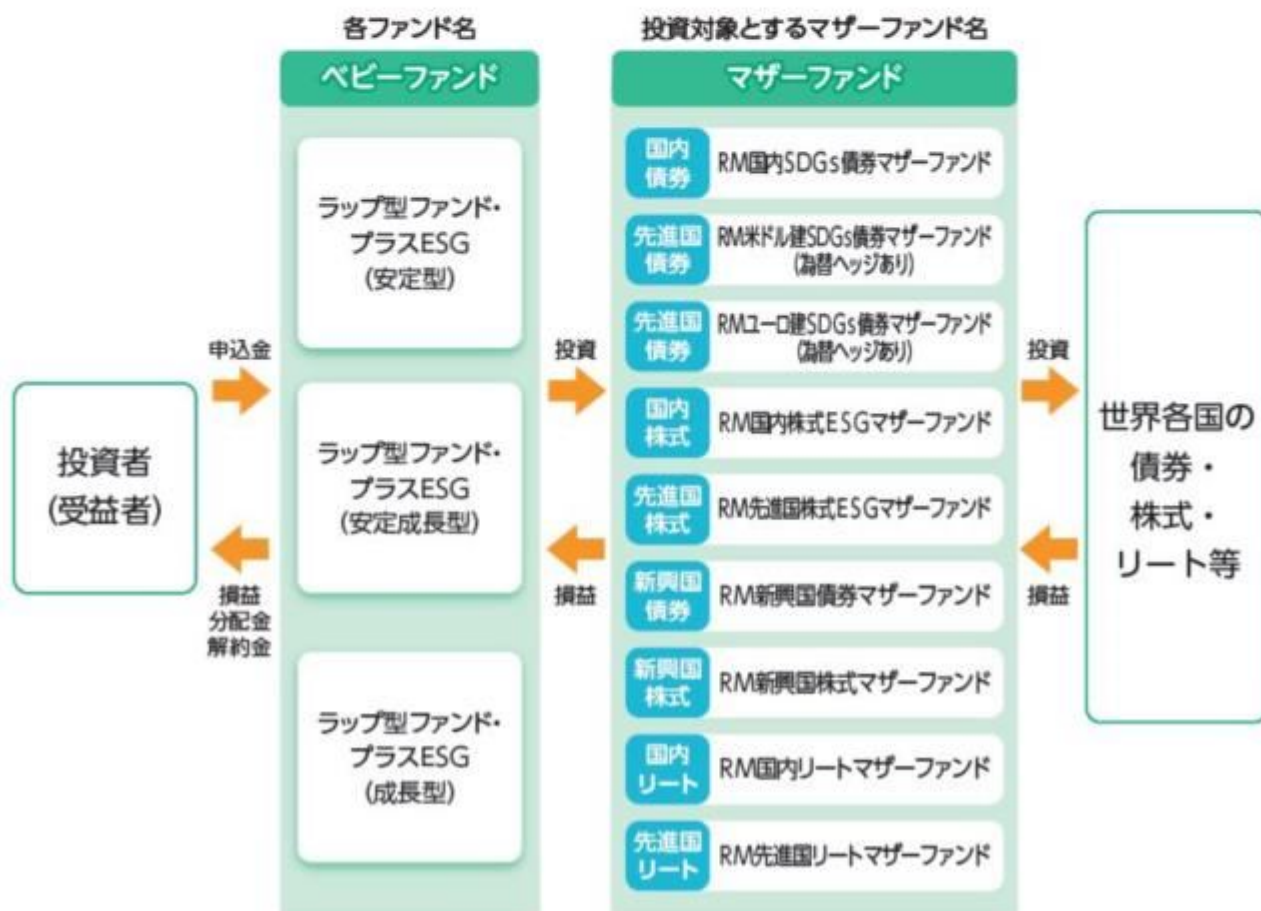 各ファンド名
ベビーファンド
ラップ型ファンド・
プラスESG
(安定型)
ラップ型ファンド・
プラスESG
(安定成長型)
ラップ型ファンド・
プラスESG
(成長型)
投資対象とするマザーファンド名
マザーファンド
国内
債券
RM国内SDGs債券マザーファンド
先進国
債券
RM米ドル建SDGs債券マザーファンド
(為替ヘッジあり)
先進国
債券
RMユーロ建SDGs債券マザーファンド
(為替ヘッジあり)
国内
株式
RM国内株式ESGマザーファンド
先進国
株式
RM先進国株式ESGマザーファンド
新興国
債券
RM新興国債券マザーファンド
新興国
株式
RM新興国株式マザーファンド
国内
リート
RM国内リートマザーファンド
先進国
リート
RM先進国リートマザーファンド
投資者
(受益者)
申込金
損益
分配金
解約金
投資
損益
投資
損益
世界各国の
債券・
株式・
リート等